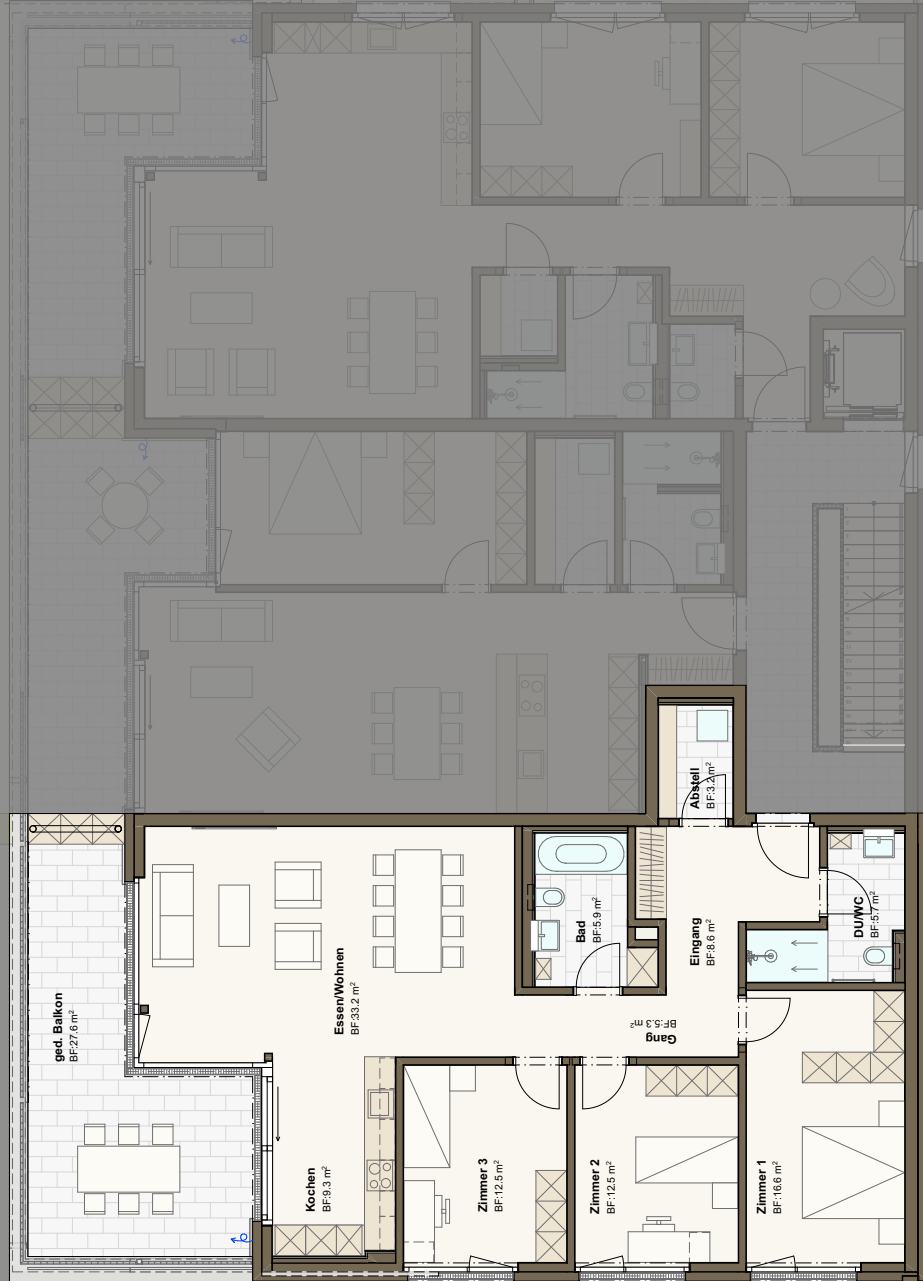 Abstell
BF:3.2 m²
ged. Balkon
BF:27.6 m²
Essen/Wohnen
BF:33.2 m²
Bad
BF:5.9 m²
Eingang
BF:8.6 m²
DU/WC
BF:5.7 m²
Gang
BF:5.3 m²
Kochen
BF:9.3 m²
Zimmer 3
BF:12.5 m²
Zimmer 2
BF:12.5 m²
Zimmer 1
BF:16.6 m²